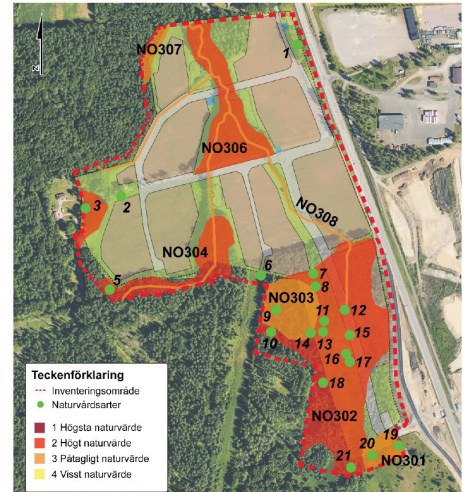 NO307
1
NO306
NO308
3
2
NO304
5
6
7
8
NO303
9
11
12
10
14
13
15
16
17
18
NO302
19
20
NO301
21
Teckenförklaring
Inventeringsområde
Naturvårdsarter
1 Högsta naturvärde
2 Högt naturvärde
3 Påtagligt naturvärde
4 Visst naturvärde